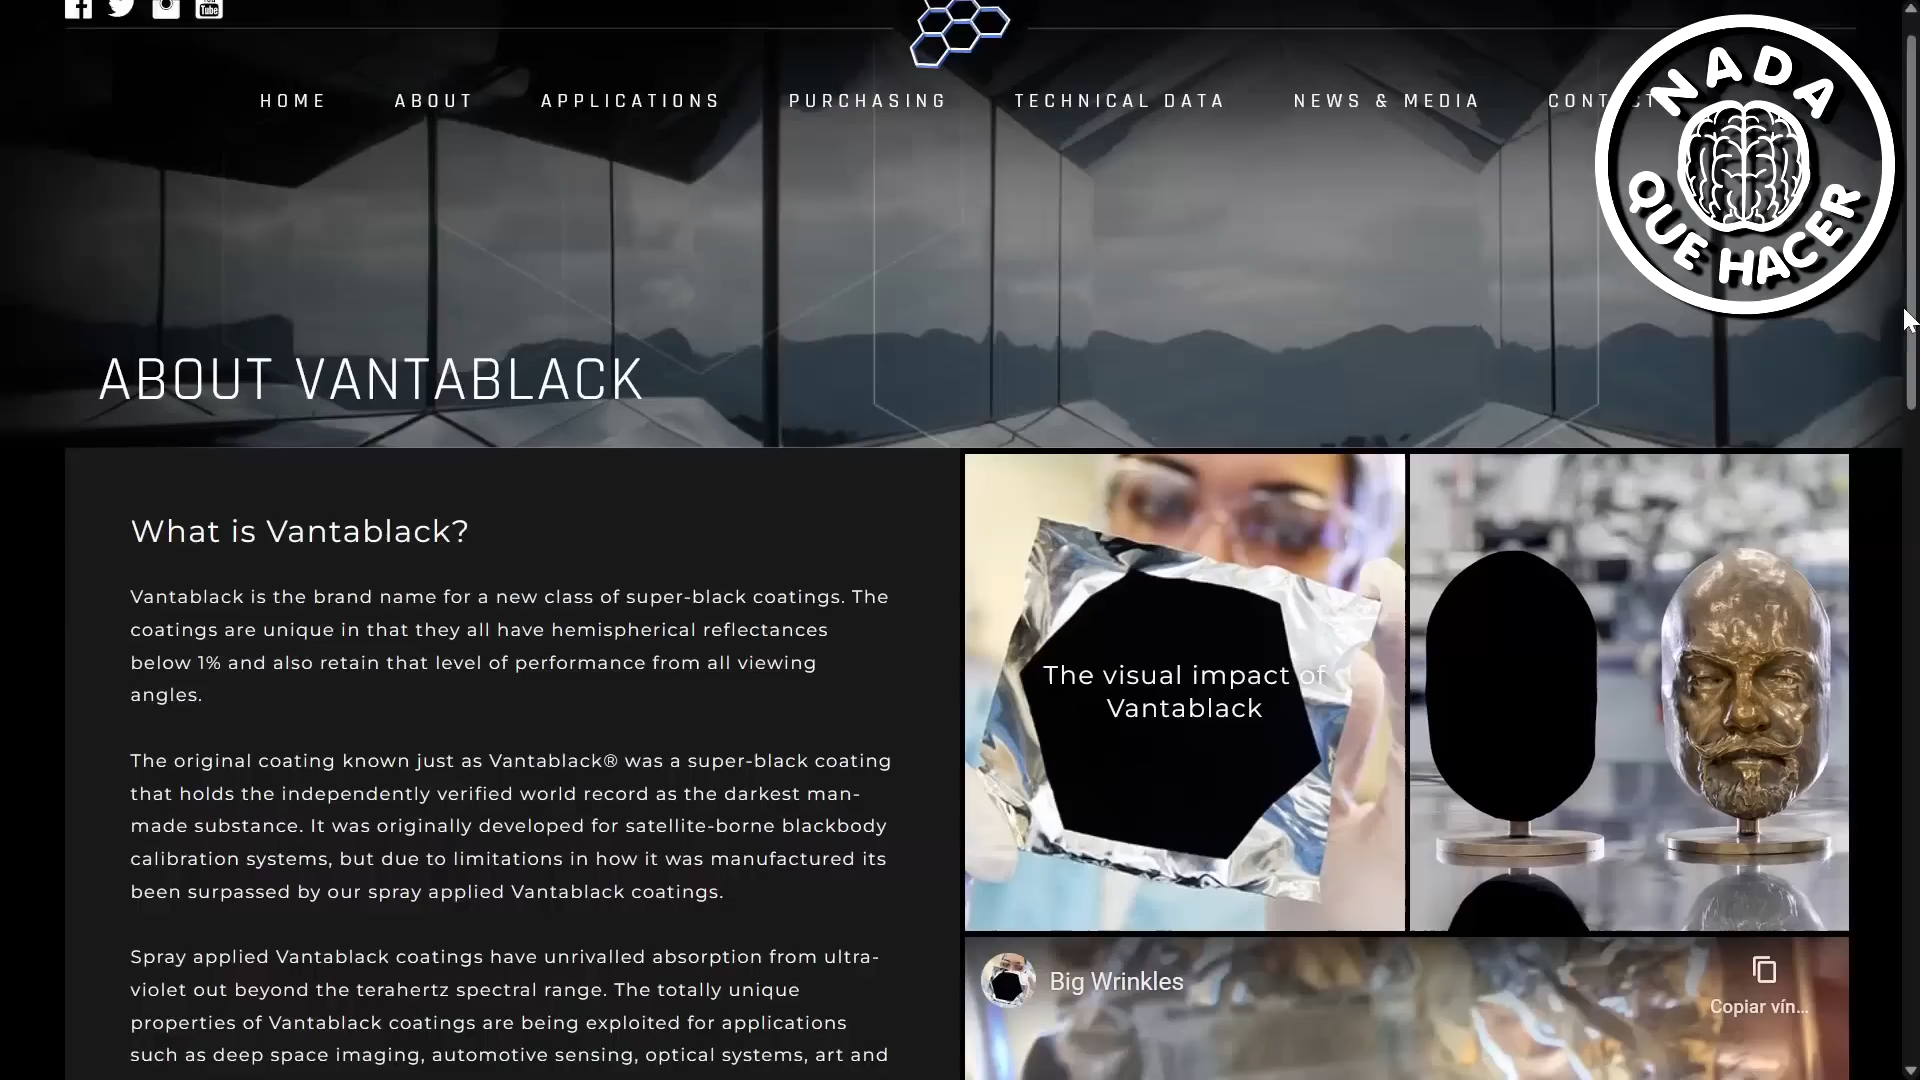 You
Tube
HOME ABOUT APPLICATIONS PURCHASING TECHNICAL DATA NEWS & MEDIA
NADA
QUE HACER
ABOUT VANTABLACK
What is Vantablack?
Vantablack is the brand name for a new class of super-black coatings. The
coatings are unique in that they all have hemispherical reflectances
below 1% and also retain that level of performance from all viewing
angles.
The original coating known just as Vantablack® was a super-black coating
that holds the independently verified world record as the darkest man-
made substance. It was originally developed for satellite-borne blackbody
calibration systems, but due to limitations in how it was manufactured its
been surpassed by our spray applied Vantablack coatings.
Spray applied Vantablack coatings have unrivalled absorption from ultra-
violet out beyond the terahertz spectral range. The totally unique
properties of Vantablack coatings are being exploited for applications
such as deep space imaging, automotive sensing, optical systems, art and
The visual impact of
Vantablack
Big Wrinkles
Copiar vín...